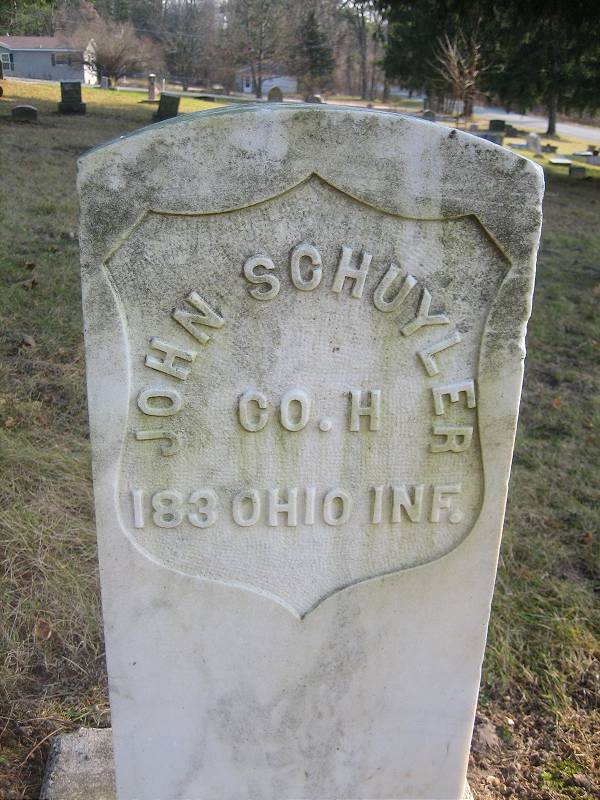 JOHN SCHUYLER
CO. H
183 OHIO INF.